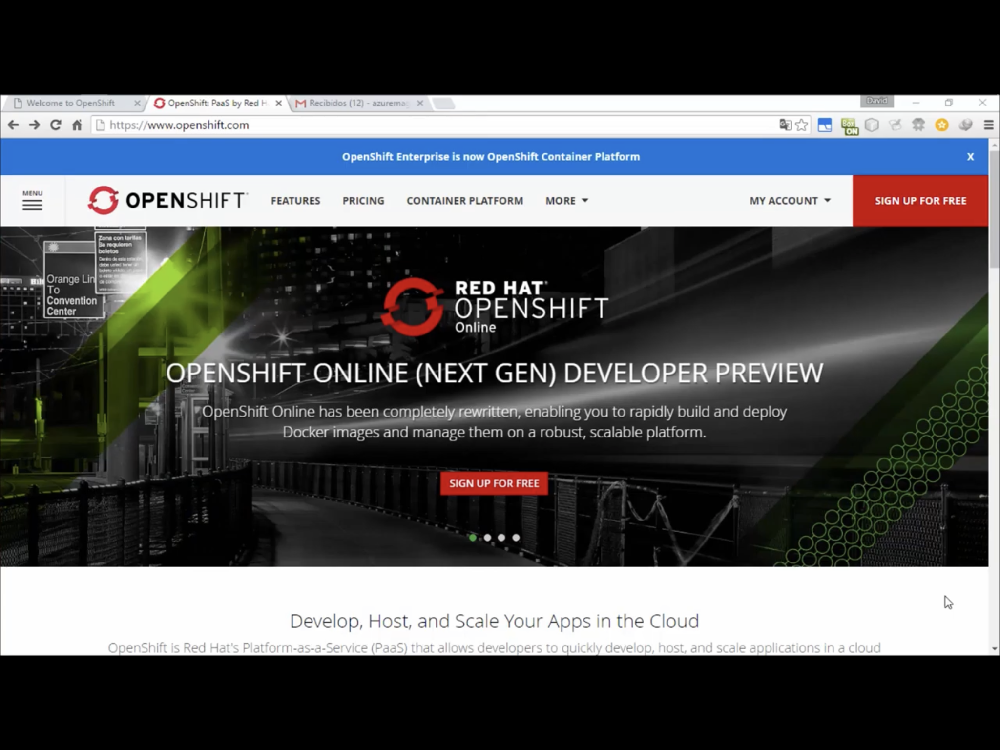 Welcome to OpenShift
OpenShift: PaaS by Red H
Recibidos (12) - azurema
David
https://www.openshift.com
Box
ON
OpenShift Enterprise is now OpenShift Container Platform
X
MENU
OPENSHIFT
FEATURES
PRICING
CONTAINER PLATFORM
MORE
MY ACCOUNT
SIGN UP FOR FREE
Zona con tarifas
Se requieren
boletos
Orange Lin
To
Convention
Center
RED HAT
OPENSHIFT
Online
OPENSHIFT ONLINE (NEXT GEN) DEVELOPER PREVIEW
OpenShift Online has been completely rewritten, enabling you to rapidly build and deploy
Docker images and manage them on a robust, scalable platform.
SIGN UP FOR FREE
Develop, Host, and Scale Your Apps in the Cloud
OpenShift is Red Hat's Platform-as-a-Service (PaaS) that allows developers to quickly develop, host, and scale applications in a cloud